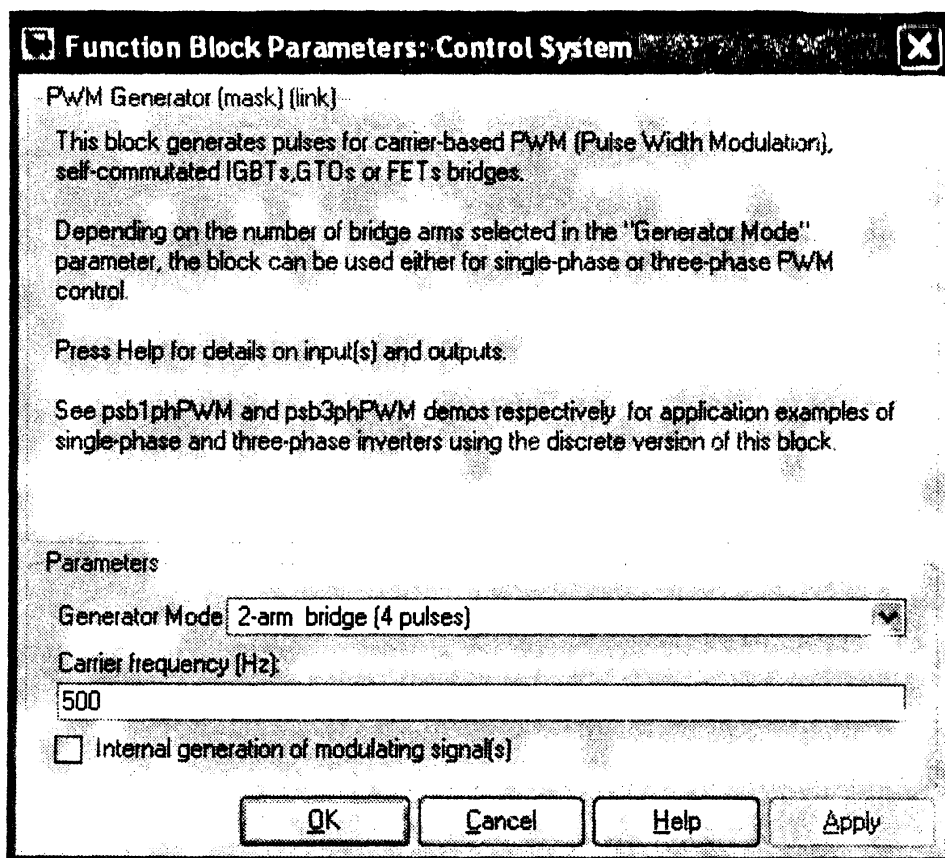 Function Block Parameters: Control System
PWM Generator (mask) (link)
This block generates pulses for carrier-based PWM (Pulse Width Modulation),
self-commutated IGBTs,GTOs or FETs bridges.
Depending on the number of bridge arms selected in the "Generator Mode"
parameter, the block can be used either for single-phase or three-phase PWM
control.
Press Help for details on input(s) and outputs.
See psb1phPWM and psb3phPWM demos respectively for application examples of
single-phase and three-phase inverters using the discrete version of this block.
Parameters
Generator Mode 2-arm bridge (4 pulses)
Carrier frequency (Hz):
500
Internal generation of modulating signal(s)
OK Cancel Help Apply